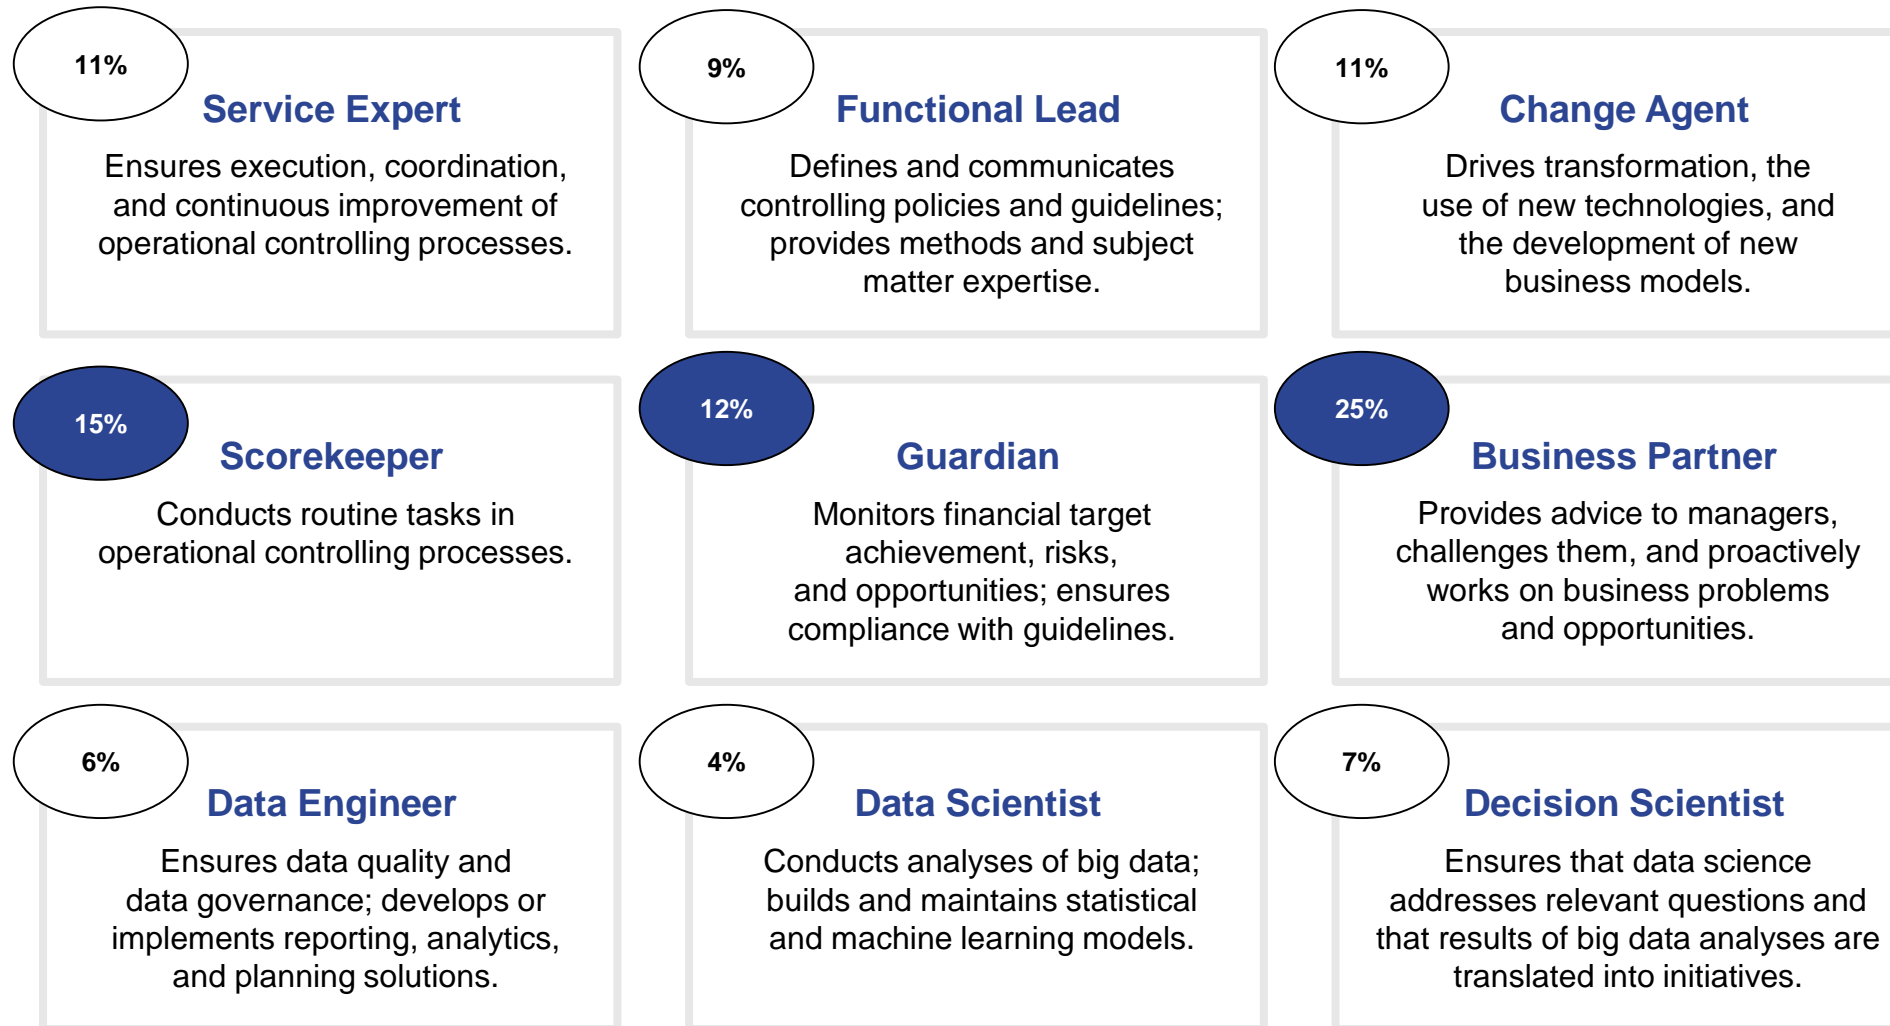 11%
Service Expert
Ensures execution, coordination,
and continuous improvement of
operational controlling processes.
9%
Functional Lead
Defines and communicates
controlling policies and guidelines;
provides methods and subject
matter expertise.
11%
Change Agent
Drives transformation, the
use of new technologies, and
the development of new
business models.
15%
Scorekeeper
Conducts routine tasks in
operational controlling processes.
12%
Guardian
Monitors financial target
achievement, risks,
and opportunities; ensures
compliance with guidelines.
25%
Business Partner
Provides advice to managers,
challenges them, and proactively
works on business problems
and opportunities.
6%
Data Engineer
Ensures data quality and
data governance; develops or
implements reporting, analytics,
and planning solutions.
4%
Data Scientist
Conducts analyses of big data;
builds and maintains statistical
and machine learning models.
7%
Decision Scientist
Ensures that data science
addresses relevant questions and
that results of big data analyses are
translated into initiatives.